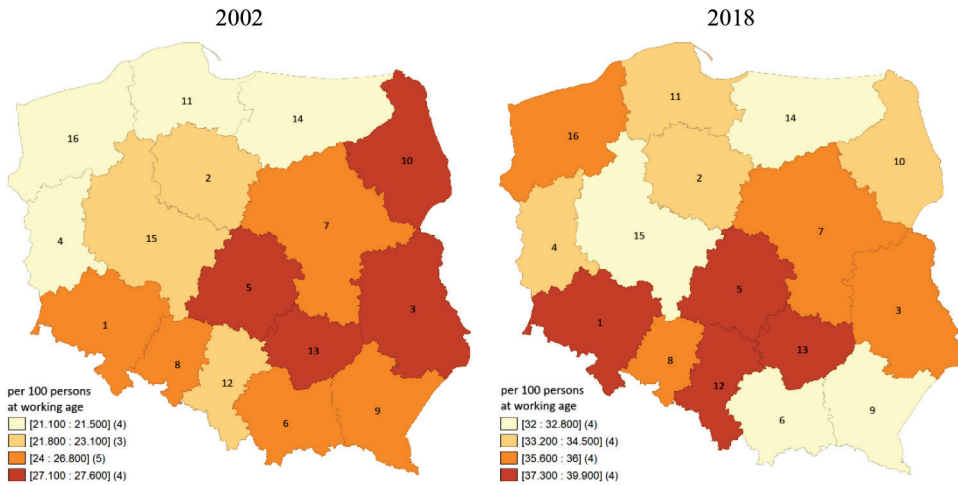 2002
2018
11
16
14
10
2
7
4
15
5
3
1
13
8
12
9
6
per 100 persons
at working age
[21.100 : 21.500] (4)
[21.800 : 23.100] (3)
[24 : 26.800] (5)
[27.100 : 27.600] (4)
11
16
14
10
2
7
4
15
5
3
1
13
8
12
9
6
per 100 persons
at working age
[32 : 32.800] (4)
[33.200 : 34.500] (4)
[35.600 : 36] (4)
[37.300 : 39.900] (4)